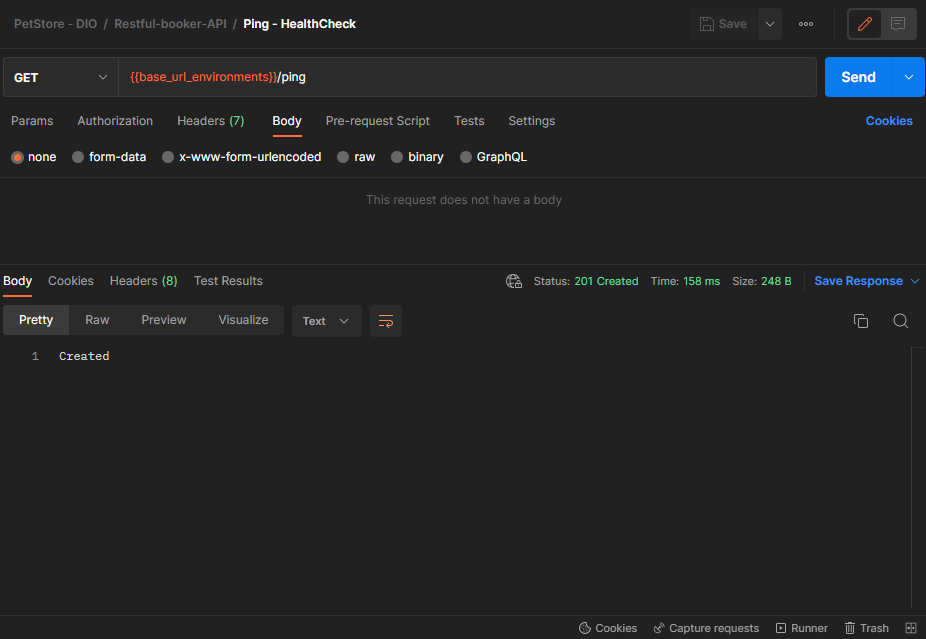 PetStore - DIO / Restful-booker-API / Ping - HealthCheck Save
GET {{base_url_environments}}/ping Send
Params Authorization Headers (7) Body Pre-request Script Tests Settings Cookies
none form-data x-www-form-urlencoded raw binary GraphQL
This request does not have a body
Body Cookies Headers (8) Test Results Status: 201 Created Time: 158 ms Size: 248 B Save Response
Pretty Raw Preview Visualize Text
1 Created
Cookies Capture requests Runner Trash